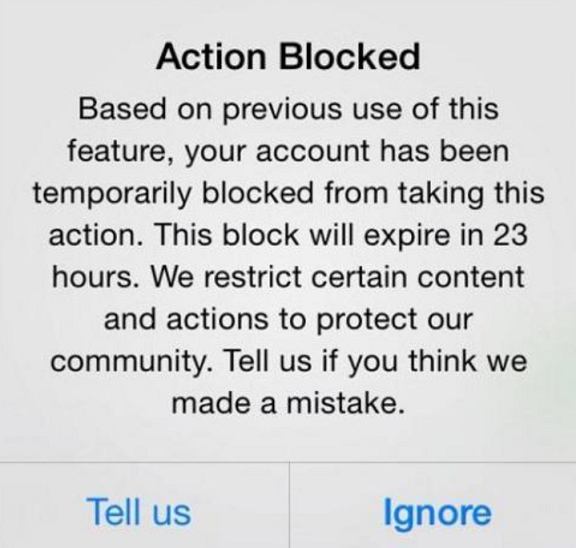 Action Blocked
Based on previous use of this
feature, your account has been
temporarily blocked from taking this
action. This block will expire in 23
hours. We restrict certain content
and actions to protect our
community. Tell us if you think we
made a mistake.
Tell us
Ignore